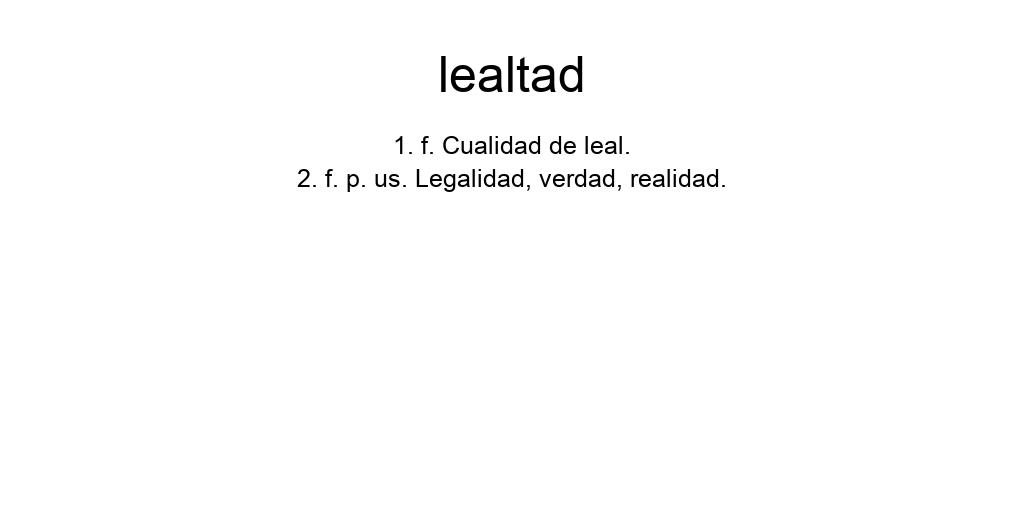 lealtad
1. f. Cualidad de leal.
2. f. p. us. Legalidad, verdad, realidad.